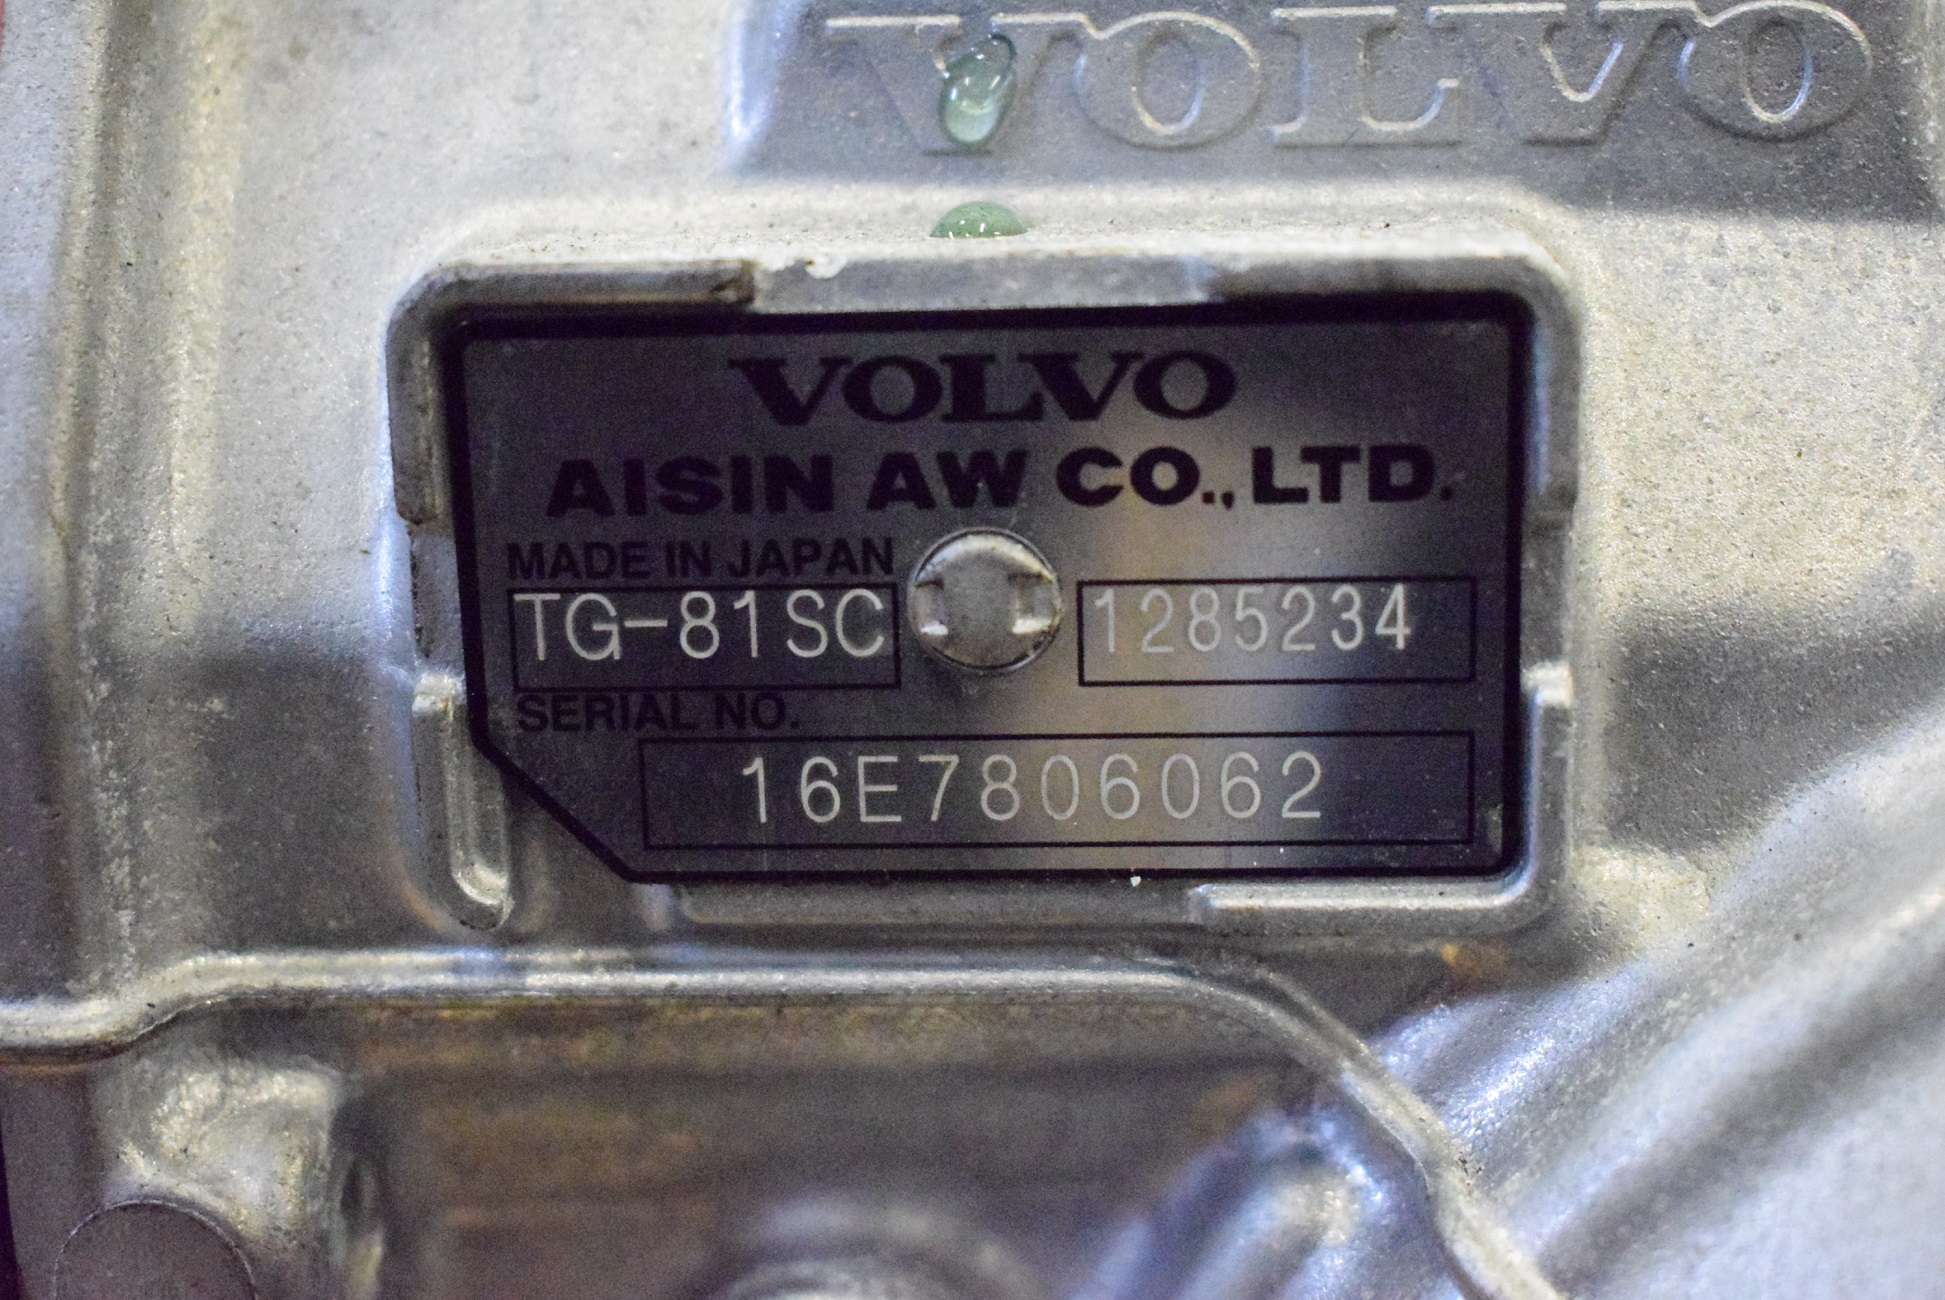 VOLVO
VOLVO
AISIN AW CO., LTD.
MADE IN JAPAN
TG-81SC 1285234
SERIAL NO.
16E7806062